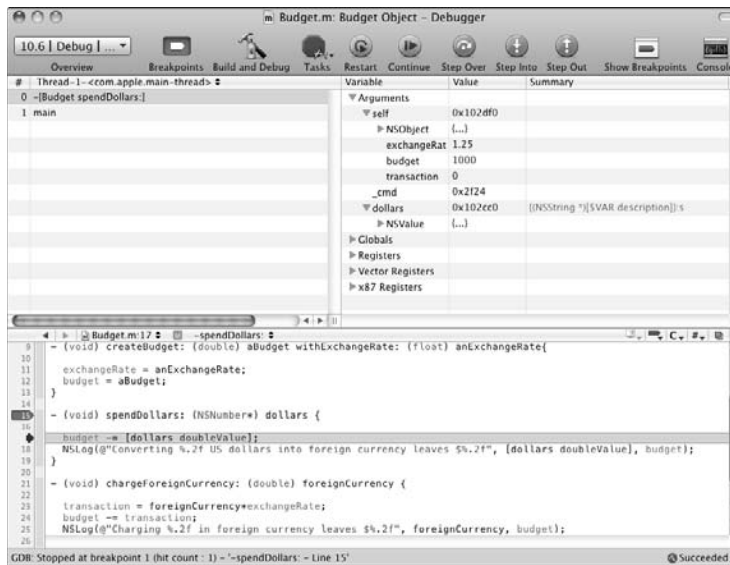 Budget.m: Budget Object – Debugger
10.6 | Debug | ...
Overview Breakpoints Build and Debug Tasks Restart Continue Step Over Step Into Step Out Show Breakpoints Consol
# Thread-1-<com.apple.main-thread> Variable Value Summary
0 -[Budget spendDollars:]
1 main
Arguments
self 0x102df0
NSObject {...}
exchangeRat 1.25
budget 1000
transaction 0
_cmd 0x2f24
dollars 0x102cc0 {(NSString *)[$VAR description]}:s
NSValue {...}
Globals
Registers
Vector Registers
x87 Registers
Budget.m:17 -spendDollars: C #
9 - (void) createBudget: (double) aBudget withExchangeRate: (float) anExchangeRate{
10
11 exchangeRate = anExchangeRate;
12 budget = aBudget;
13 }
14
15 - (void) spendDollars: (NSNumber*) dollars {
16
budget -= [dollars doubleValue];
18 NSLog(@"Converting %.2f US dollars into foreign currency leaves $%.2f", [dollars doubleValue], budget);
19 }
20
21 - (void) chargeForeignCurrency: (double) foreignCurrency {
22
23 transaction = foreignCurrency*exchangeRate;
24 budget -= transaction;
25 NSLog(@"Charging %.2f in foreign currency leaves $%.2f", foreignCurrency, budget);
26
GDB: Stopped at breakpoint 1 (hit count : 1) – '-spendDollars: – Line 15' Succeeded